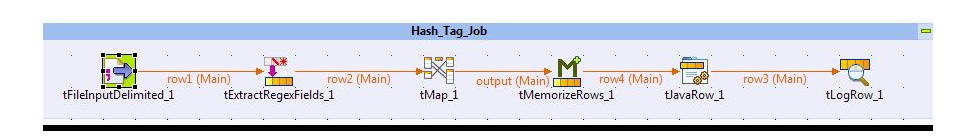 Hash_Tag_Job
row1 (Main)
row2 (Main)
output (Main)
row4 (Main)
row3 (Main)
tFileInputDelimited_1
tExtractRegexFields_1
tMap_1
tMemorizeRows_1
tJavaRow_1
tLogRow_1